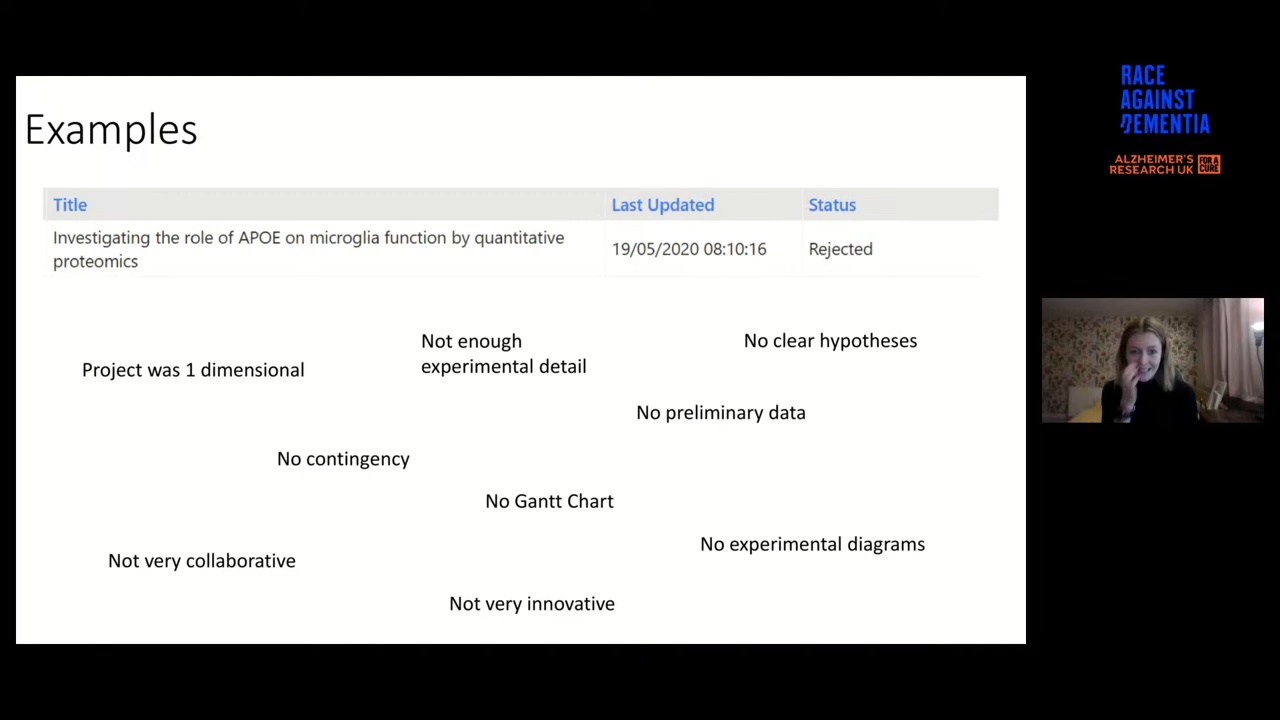 Examples
Title Last Updated Status
Investigating the role of APOE on microglia function by quantitative
proteomics
19/05/2020 08:10:16 Rejected
Project was 1 dimensional
Not enough
experimental detail
No clear hypotheses
No preliminary data
No contingency
No Gantt Chart
No experimental diagrams
Not very collaborative
Not very innovative
RACE
AGAINST
DEMENTIA
ALZHEIMER'S
RESEARCH UK
FOR A
CURE